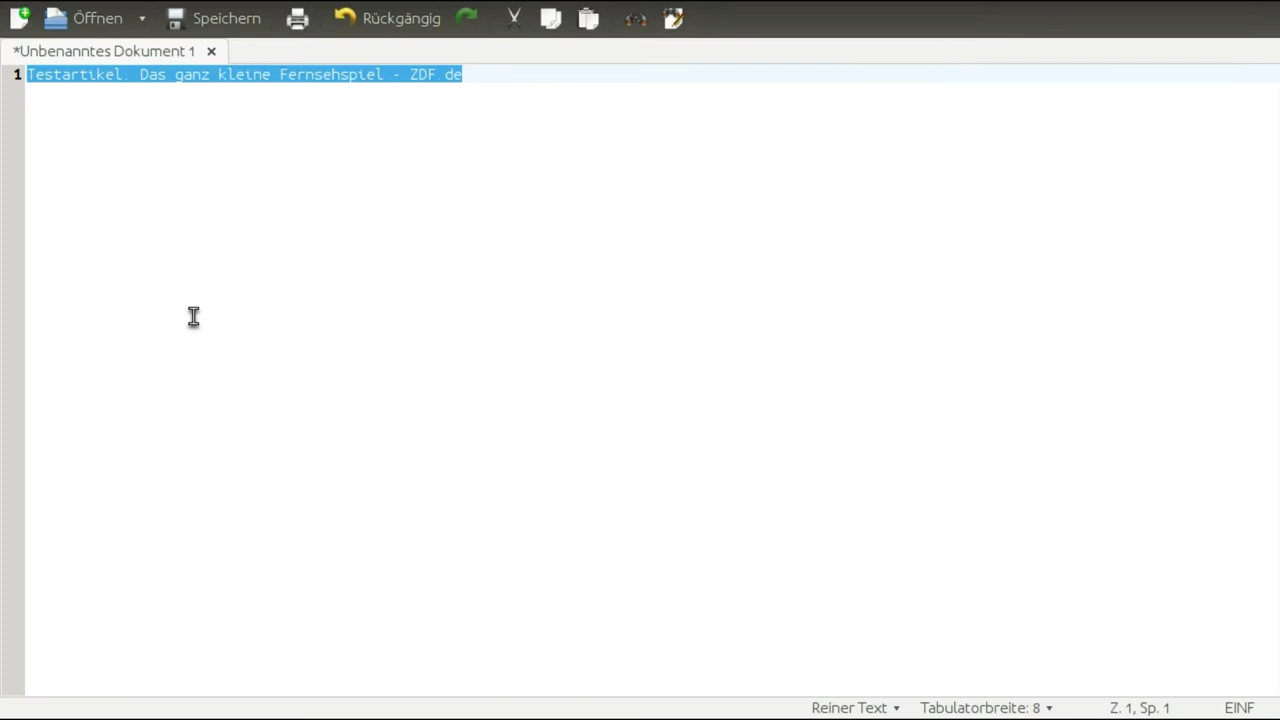 Öffnen Speichern Rückgängig
*Unbenanntes Dokument 1
1 Testartikel: Das ganz kleine Fernsehspiel - ZDF.de
Reiner Text Tabulatorbreite: 8 Z. 1, Sp. 1 EINF